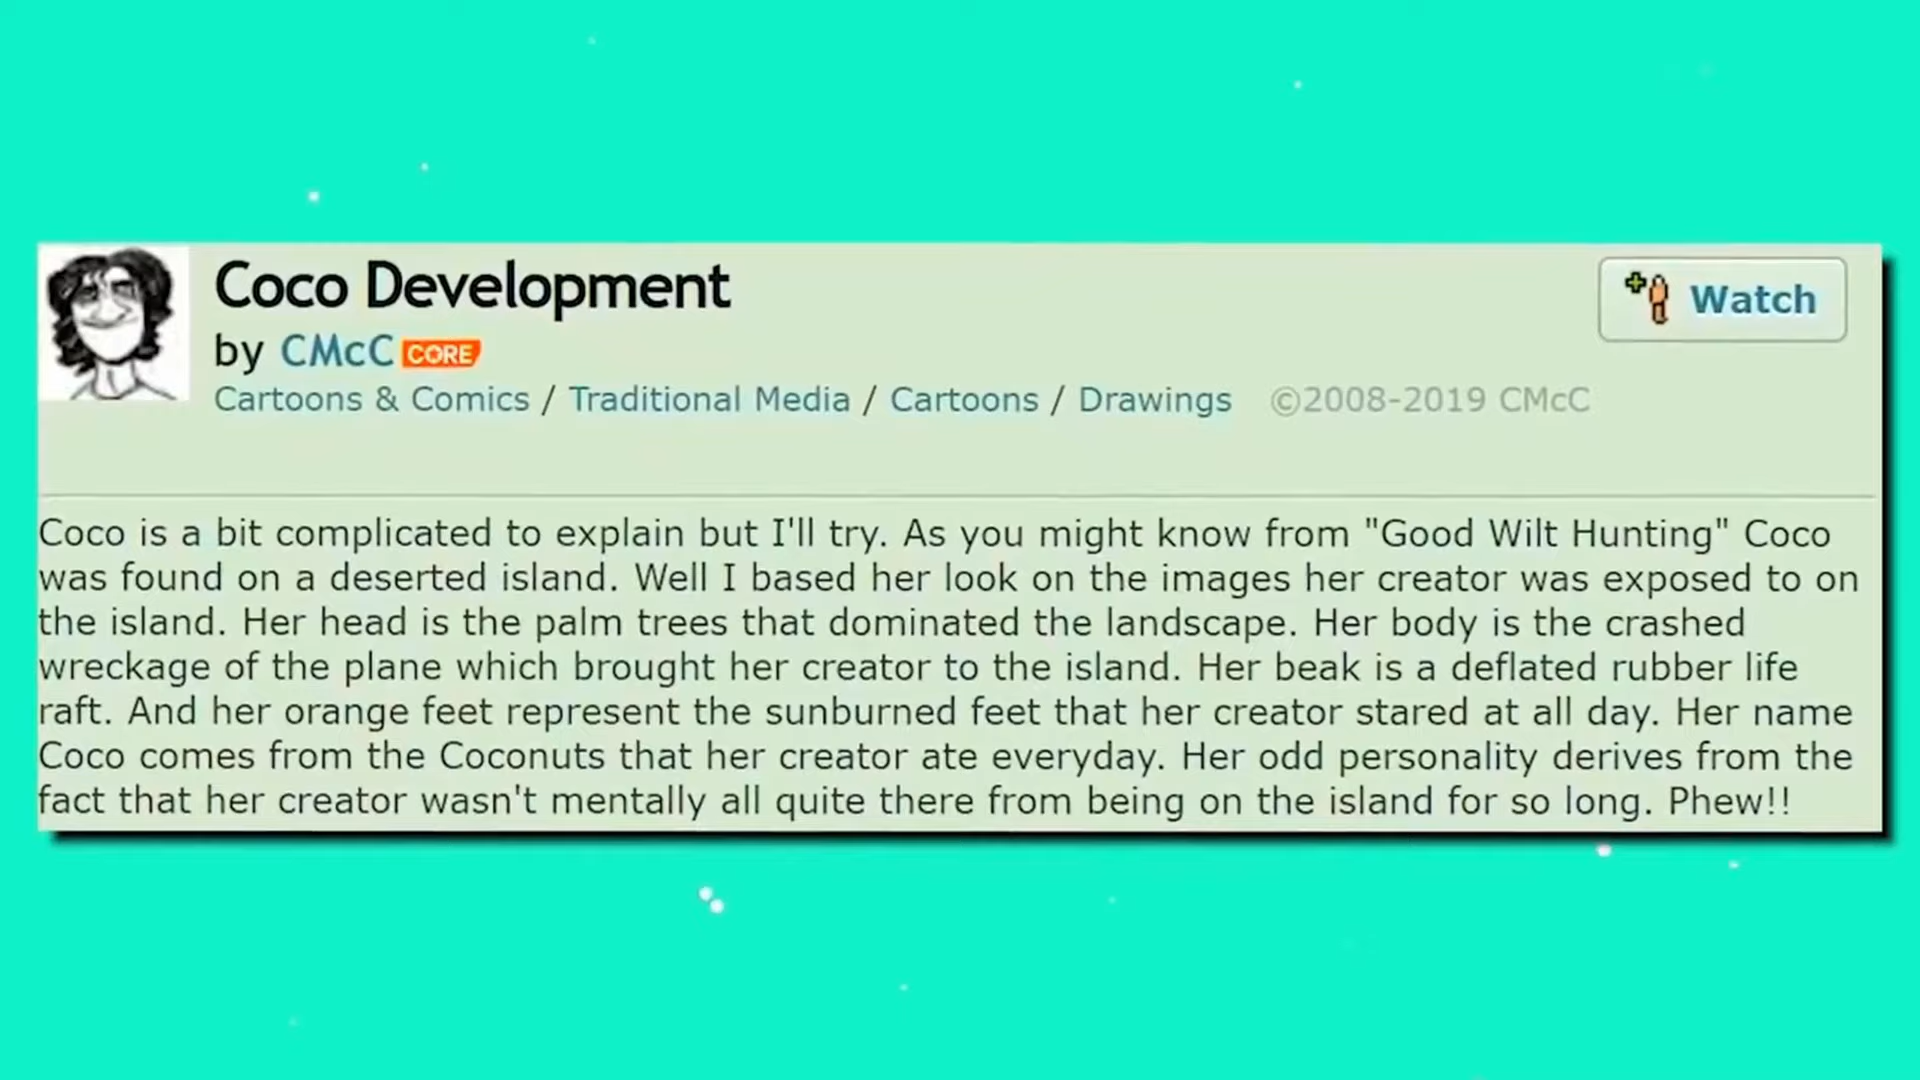 Coco Development
Watch
by CMcC CORE
Cartoons & Comics / Traditional Media / Cartoons / Drawings ©2008-2019 CMcC
Coco is a bit complicated to explain but I'll try. As you might know from "Good Wilt Hunting" Coco
was found on a deserted island. Well I based her look on the images her creator was exposed to on
the island. Her head is the palm trees that dominated the landscape. Her body is the crashed
wreckage of the plane which brought her creator to the island. Her beak is a deflated rubber life
raft. And her orange feet represent the sunburned feet that her creator stared at all day. Her name
Coco comes from the Coconuts that her creator ate everyday. Her odd personality derives from the
fact that her creator wasn't mentally all quite there from being on the island for so long. Phew!!